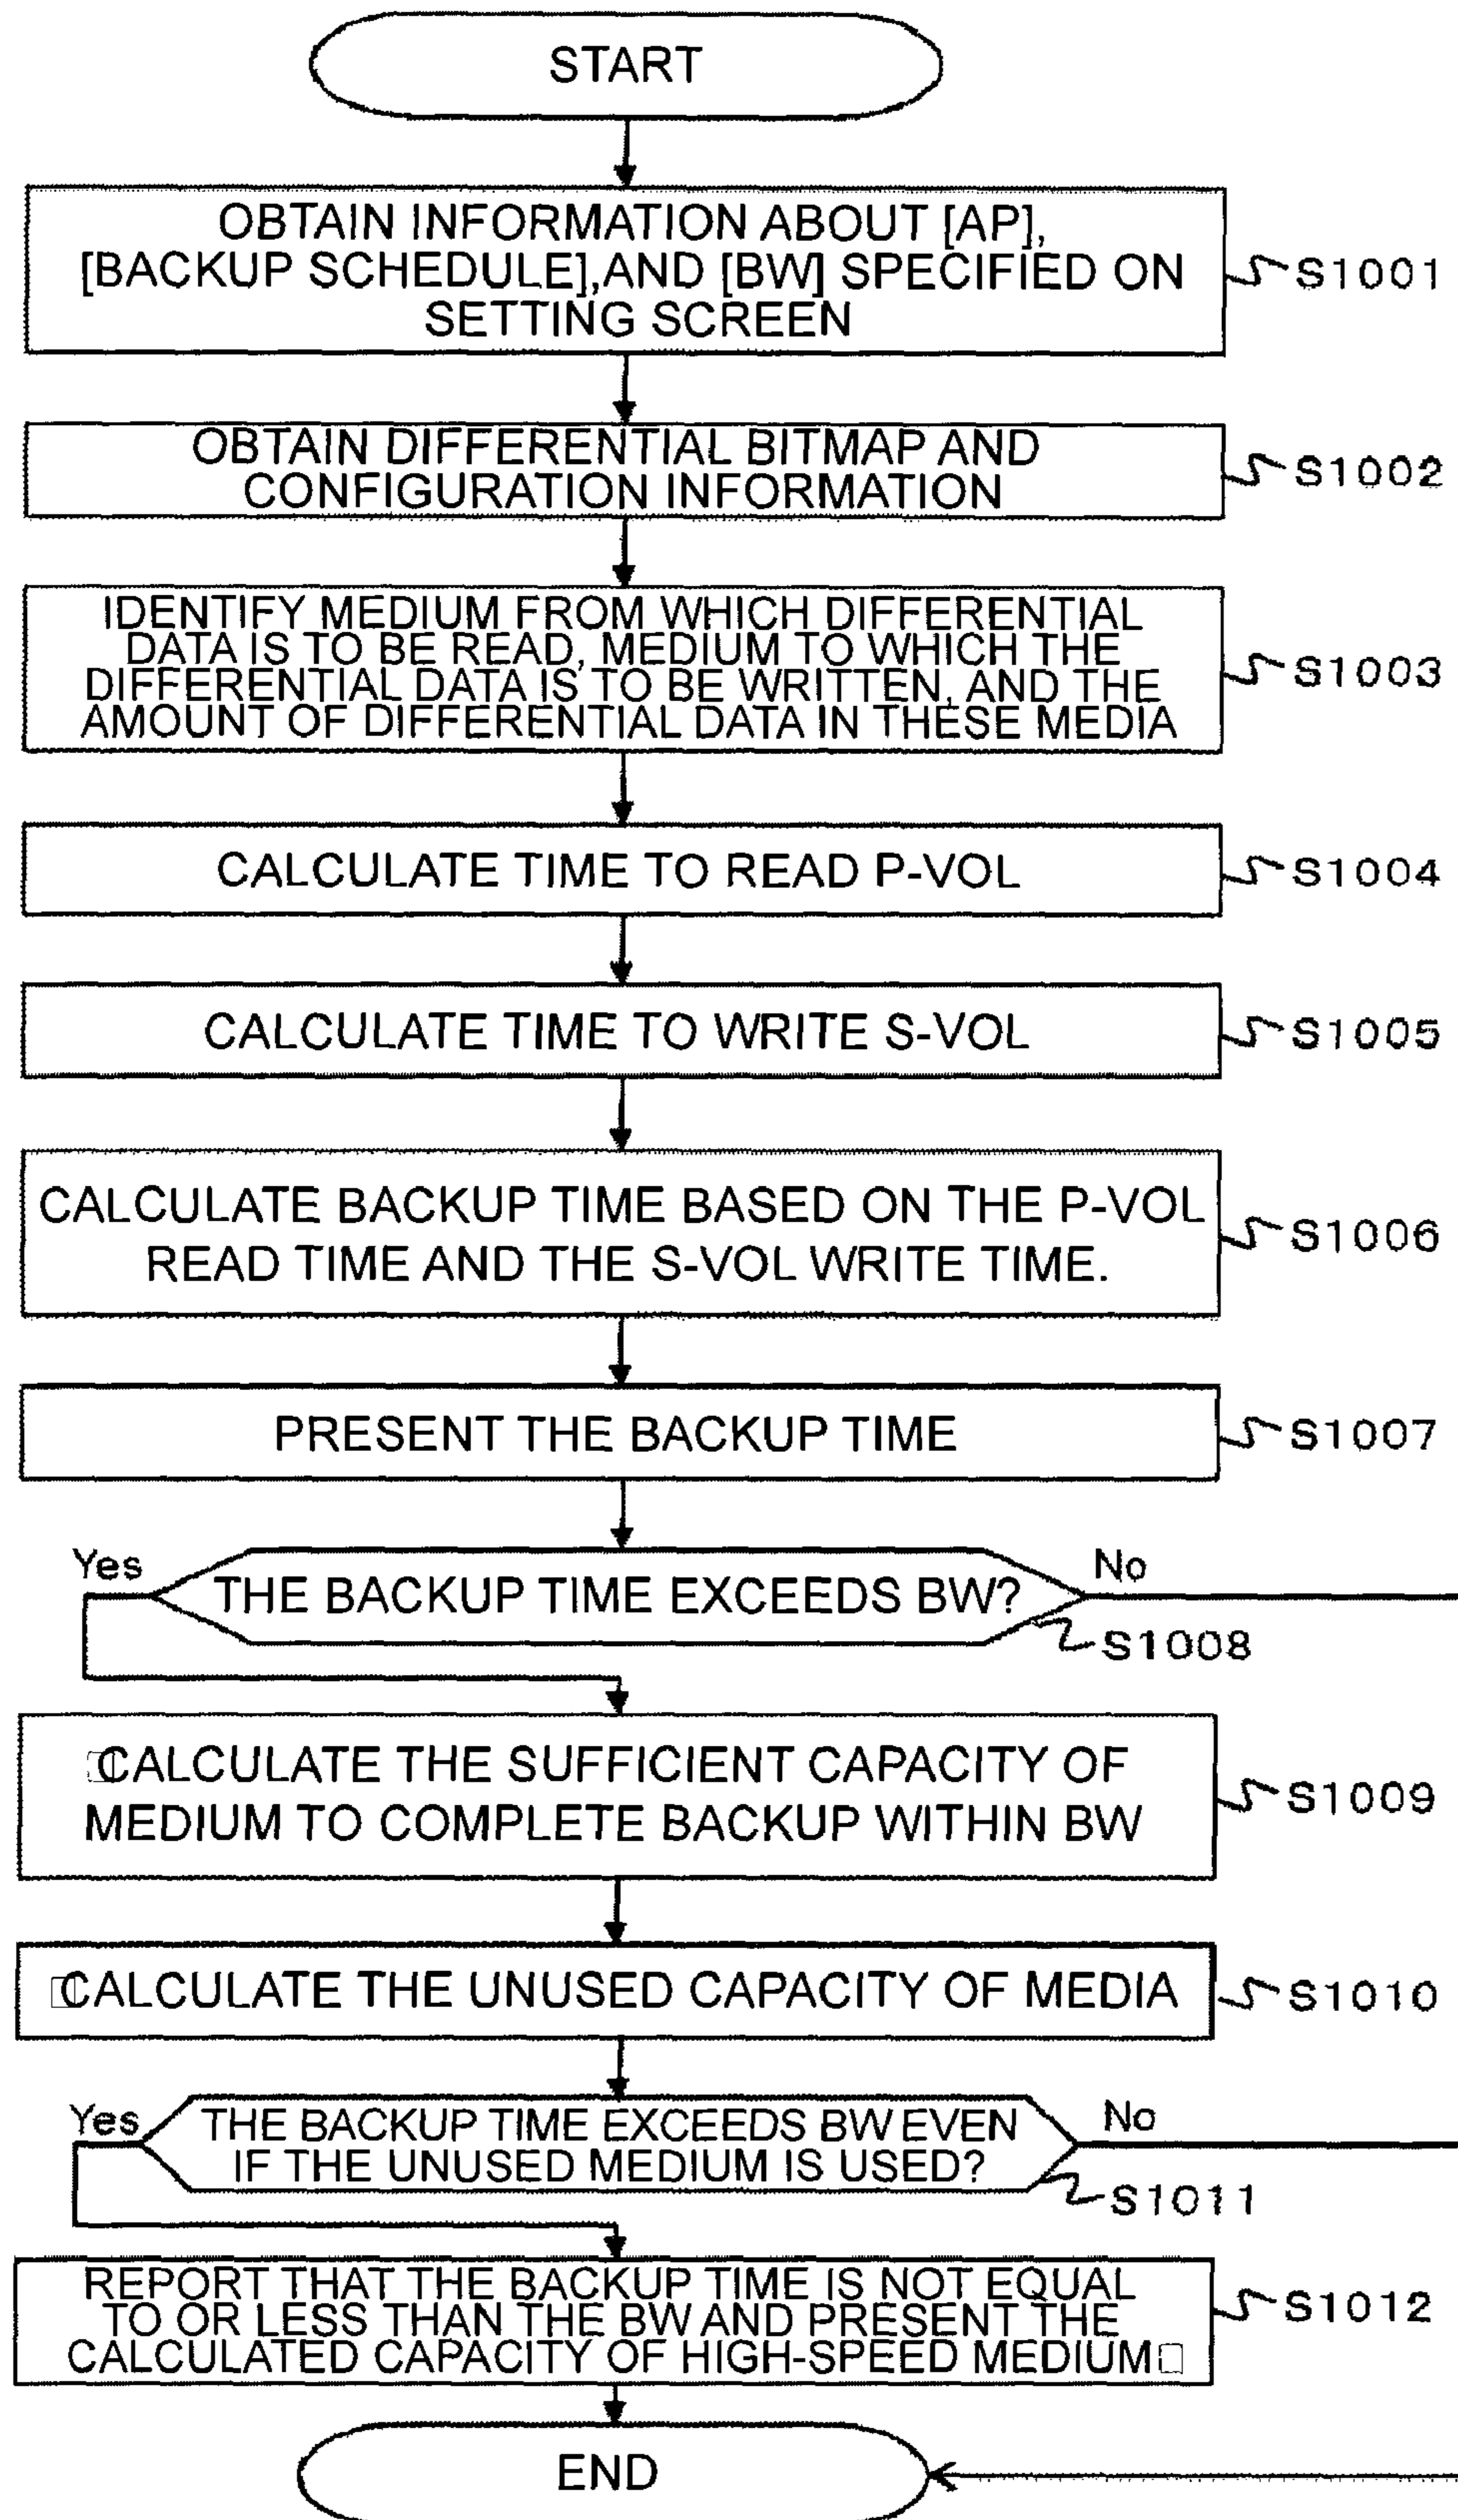 START
OBTAIN INFORMATION ABOUT [AP],
[BACKUP SCHEDULE],AND [BW] SPECIFIED ON
SETTING SCREEN
S1001
OBTAIN DIFFERENTIAL BITMAP AND
CONFIGURATION INFORMATION
S1002
IDENTIFY MEDIUM FROM WHICH DIFFERENTIAL
DATA IS TO BE READ, MEDIUM TO WHICH THE
DIFFERENTIAL DATA IS TO BE WRITTEN, AND THE
AMOUNT OF DIFFERENTIAL DATA IN THESE MEDIA
S1003
CALCULATE TIME TO READ P-VOL
S1004
CALCULATE TIME TO WRITE S-VOL
S1005
CALCULATE BACKUP TIME BASED ON THE P-VOL
READ TIME AND THE S-VOL WRITE TIME.
S1006
PRESENT THE BACKUP TIME
S1007
Yes
THE BACKUP TIME EXCEEDS BW?
No
S1008
CALCULATE THE SUFFICIENT CAPACITY OF
MEDIUM TO COMPLETE BACKUP WITHIN BW
S1009
CALCULATE THE UNUSED CAPACITY OF MEDIA
S1010
Yes
THE BACKUP TIME EXCEEDS BW EVEN
IF THE UNUSED MEDIUM IS USED?
No
S1011
REPORT THAT THE BACKUP TIME IS NOT EQUAL
TO OR LESS THAN THE BW AND PRESENT THE
CALCULATED CAPACITY OF HIGH-SPEED MEDIUM
S1012
END